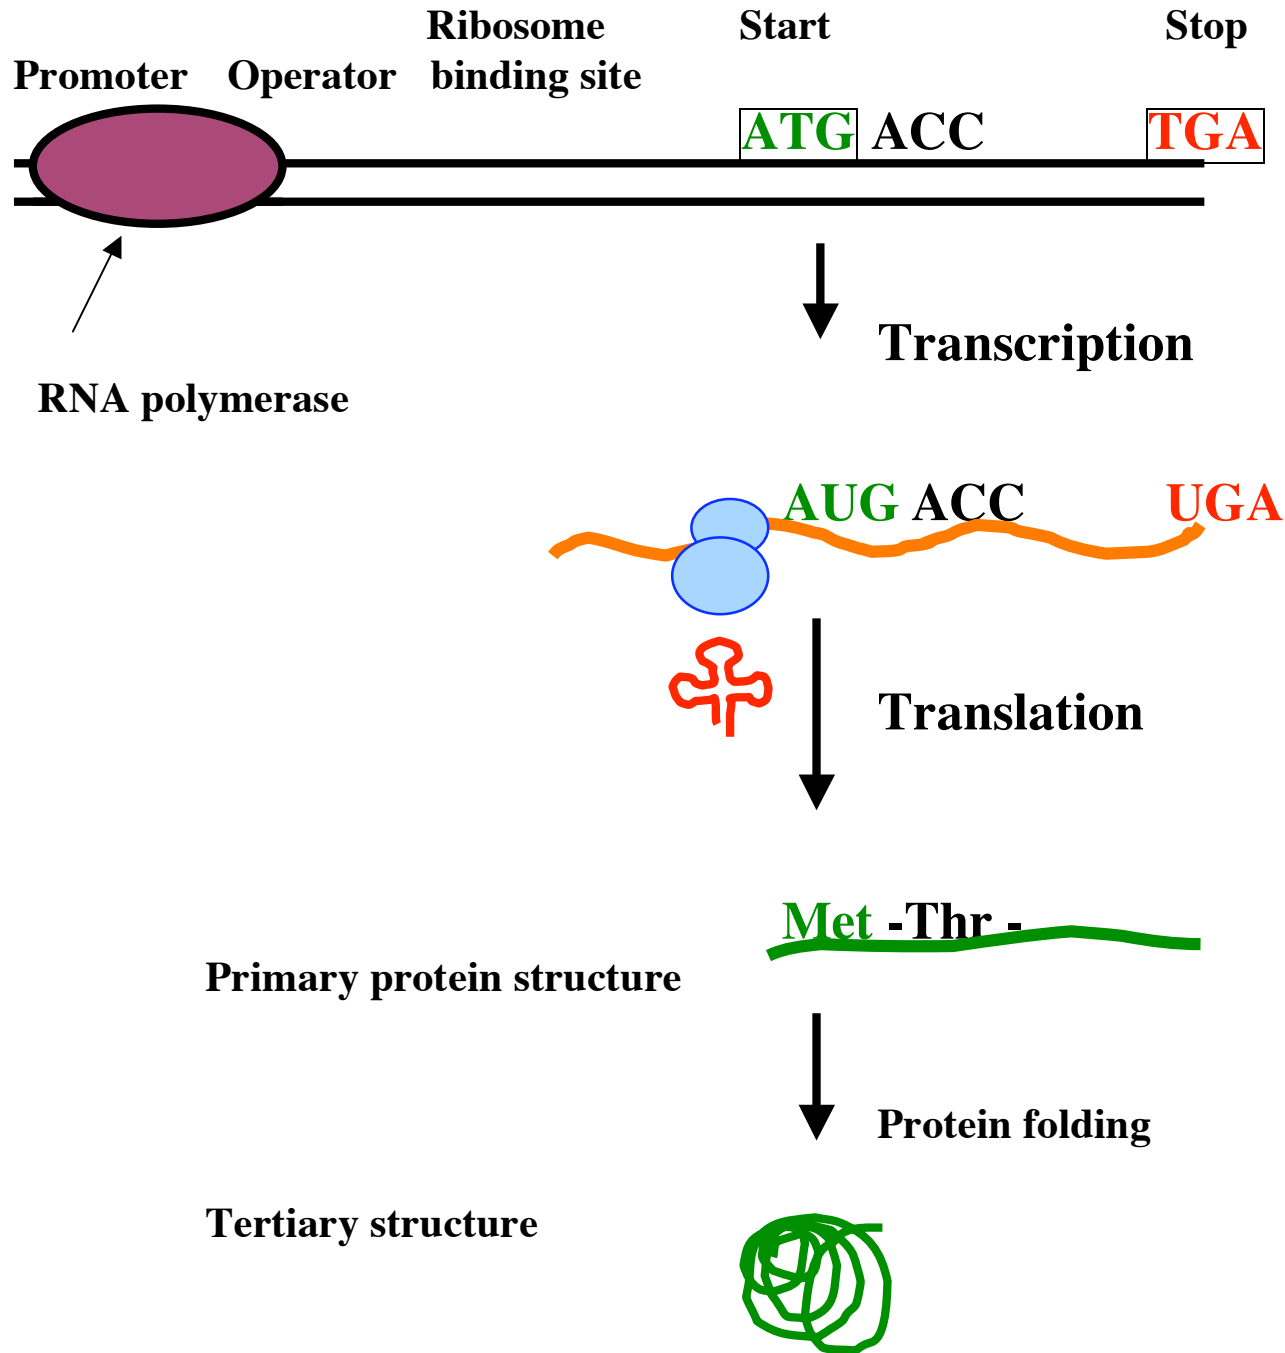 Ribosome Start Stop
Promoter Operator binding site
ATG ACC TGA
Transcription
RNA polymerase
AUG ACC UGA
Translation
Met -Thr -
Primary protein structure
Protein folding
Tertiary structure